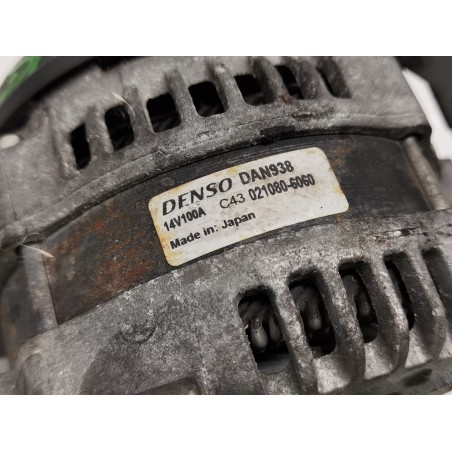 DENSO DAN938
14V100A C43 021080-6060
Made in: Japan